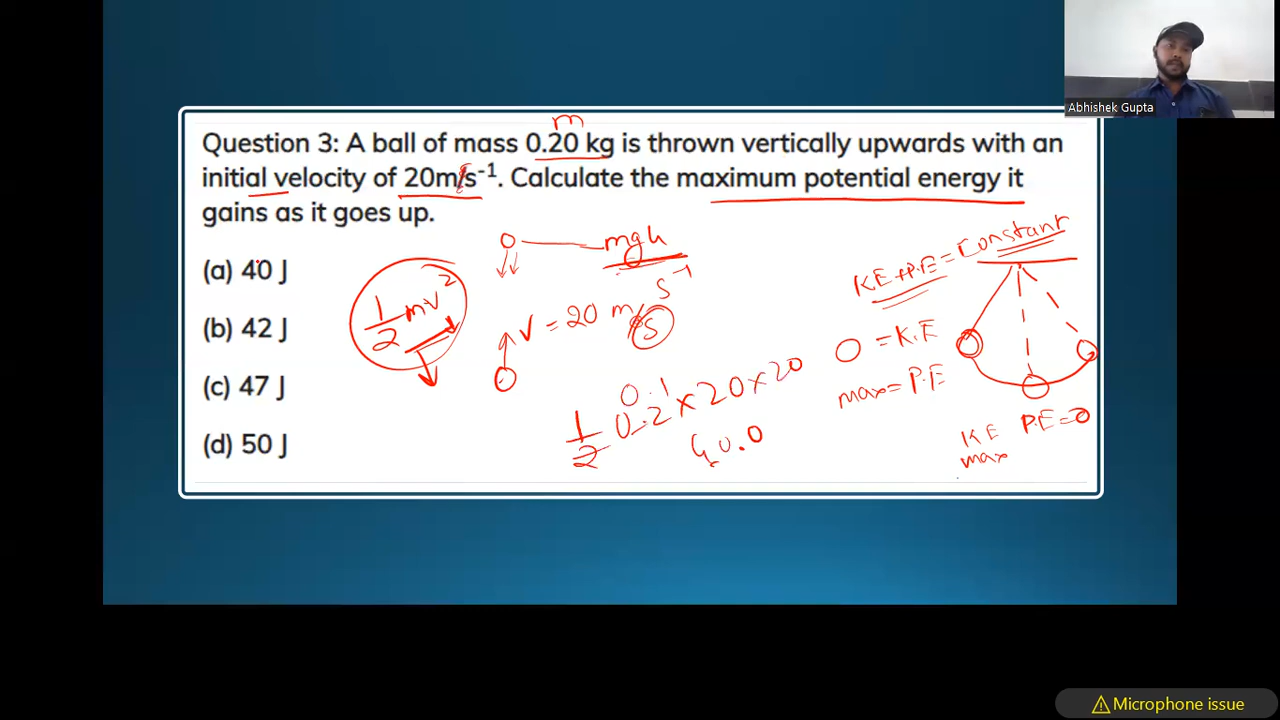 Abhishek Gupta
m
Question 3: A ball of mass 0.20 kg is thrown vertically upwards with an
initial velocity of 20m/s⁻¹. Calculate the maximum potential energy it
gains as it goes up.
(a) 40 J
(b) 42 J
(c) 47 J
(d) 50 J
1/2 mv²
mgh
S⁻¹
V = 20 m/S
0.1
1/2 0.2 x 20 x 20
40.0
KE + P.E = Constant
O = K.E
max = P.E
P.E = 0
KE
max
Microphone issue